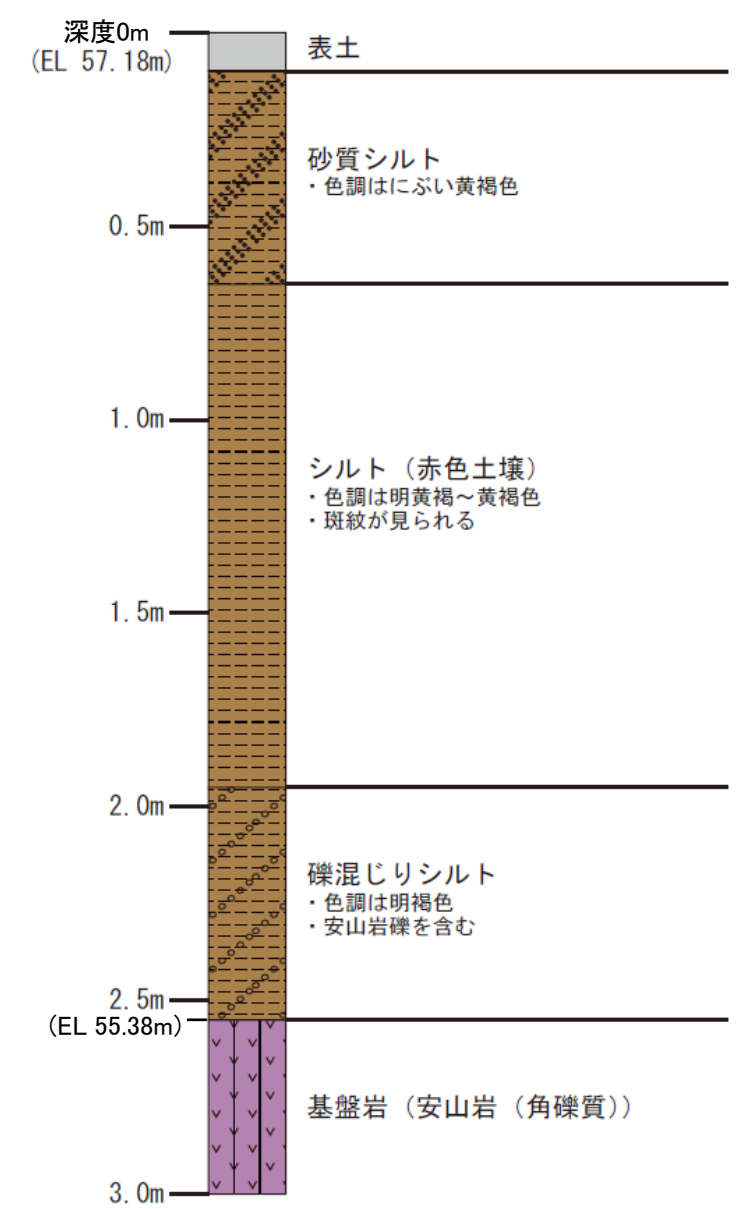 深度0m
(EL 57.18m)
表土
砂質シルト
・色調はにぶい黄褐色
0.5m
1.0m
シルト（赤色土壌）
・色調は明黄褐～黄褐色
・斑紋が見られる
1.5m
2.0m
礫混じりシルト
・色調は明褐色
・安山岩礫を含む
2.5m
(EL 55.38m)
基盤岩（安山岩（角礫質））
3.0m